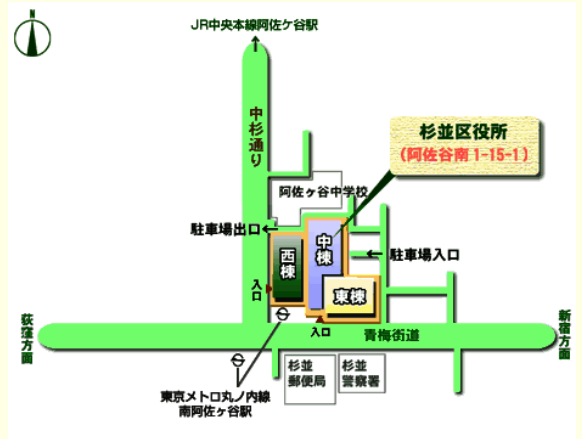 N
JR中央本線阿佐ケ谷駅
中杉通り
杉並区役所
(阿佐谷南1-15-1)
阿佐ヶ谷中学校
駐車場出口←
←駐車場入口
西棟
中棟
東棟
入口
入口
青梅街道
荻窪方面
新宿方面
杉並
郵便局
杉並
警察署
東京メトロ丸ノ内線
南阿佐ヶ谷駅